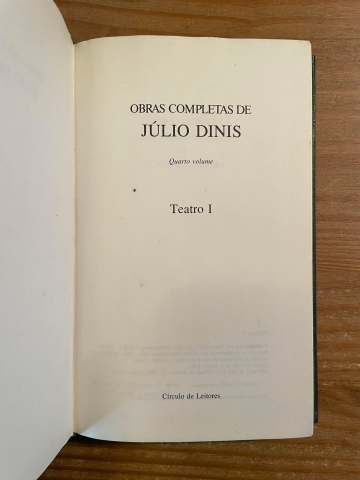 OBRAS COMPLETAS DE
JÚLIO DINIS
Quarto volume
Teatro I
Círculo de Leitores